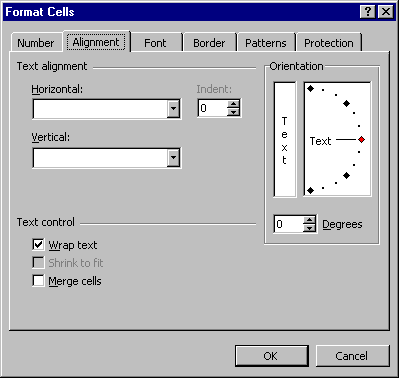 Format Cells
Number Alignment Font Border Patterns Protection
Text alignment
Horizontal:
Indent:
0
Vertical:
Orientation
Text
Text
0 Degrees
Text control
Wrap text
Shrink to fit
Merge cells
OK Cancel